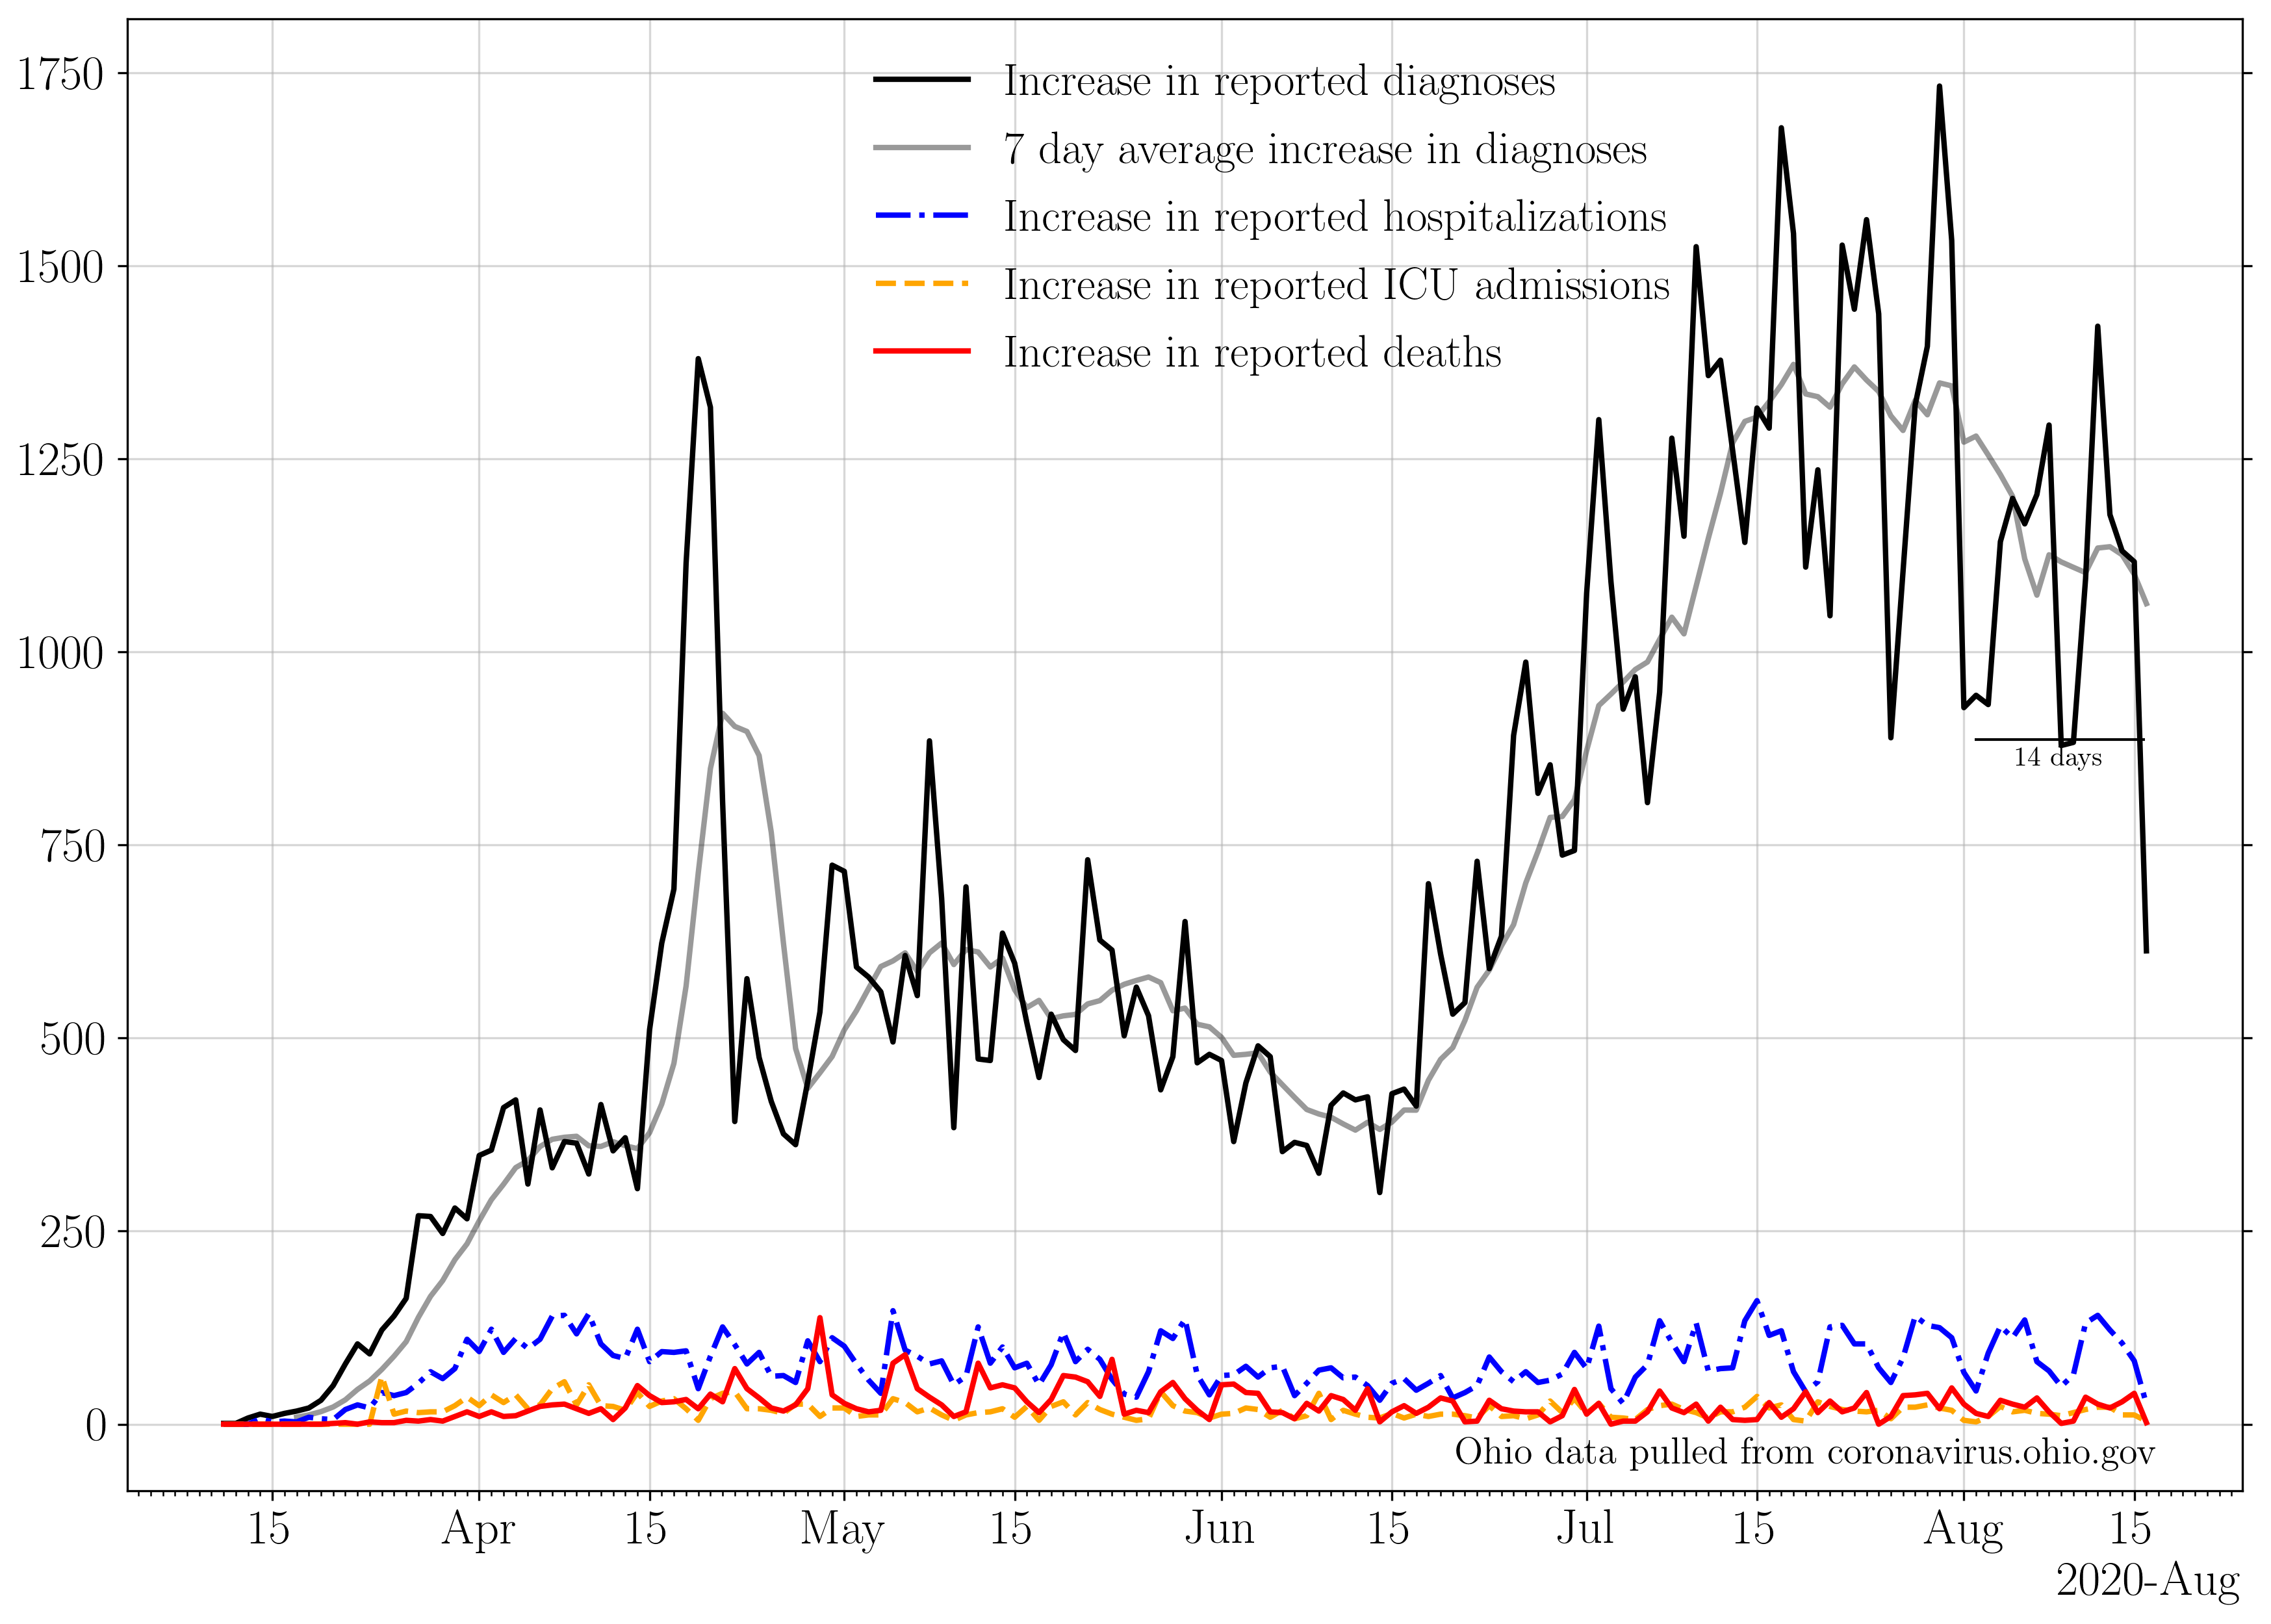 1750
1500
1250
1000
750
500
250
0
Increase in reported diagnoses
7 day average increase in diagnoses
Increase in reported hospitalizations
Increase in reported ICU admissions
Increase in reported deaths
14 days
Ohio data pulled from coronavirus.ohio.gov
15 Apr 15 May 15 Jun 15 Jul 15 Aug 15
2020-Aug